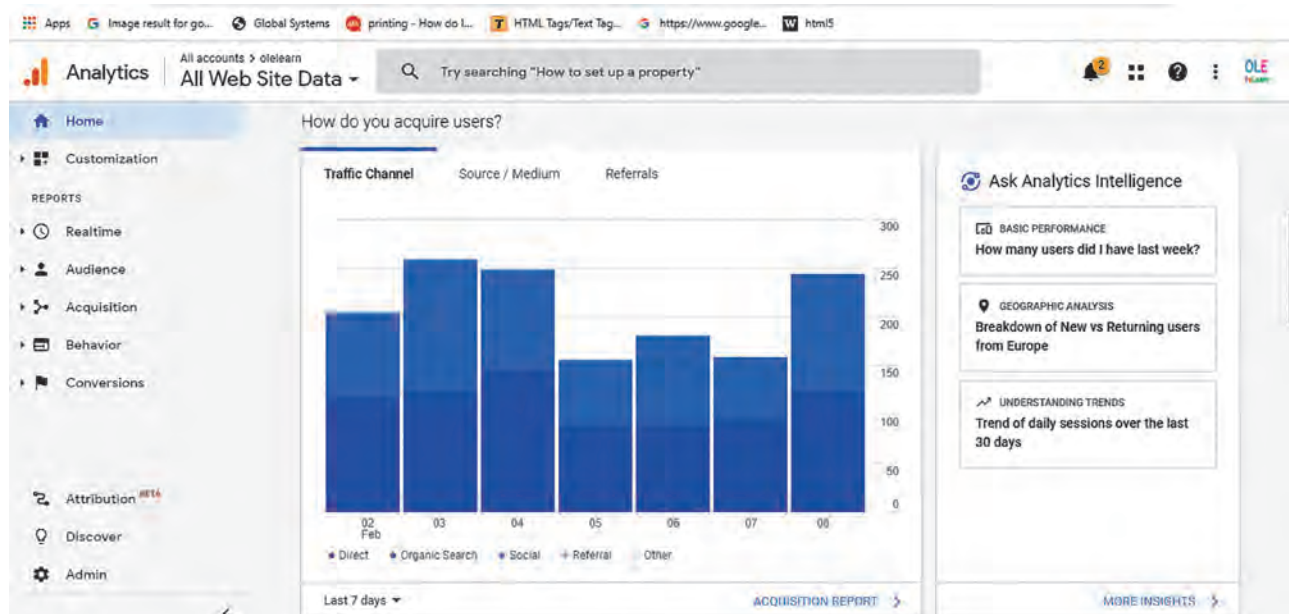 Apps Image result for go... Global Systems printing - How do I... HTML Tags/Text Tag... https://www.google... W html5
Analytics
All accounts > olelearn
All Web Site Data
Try searching "How to set up a property"
2
OLE
Home
Customization
REPORTS
Realtime
Audience
Acquisition
Behavior
Conversions
Attribution BETA
Discover
Admin
How do you acquire users?
Traffic Channel Source / Medium Referrals
300
250
200
150
100
50
0
02 03 04 05 06 07 08
Feb
Direct Organic Search Social Referral Other
Last 7 days ACQUISITION REPORT >
Ask Analytics Intelligence
BASIC PERFORMANCE
How many users did I have last week?
GEOGRAPHIC ANALYSIS
Breakdown of New vs Returning users
from Europe
UNDERSTANDING TRENDS
Trend of daily sessions over the last
30 days
MORE INSIGHTS >